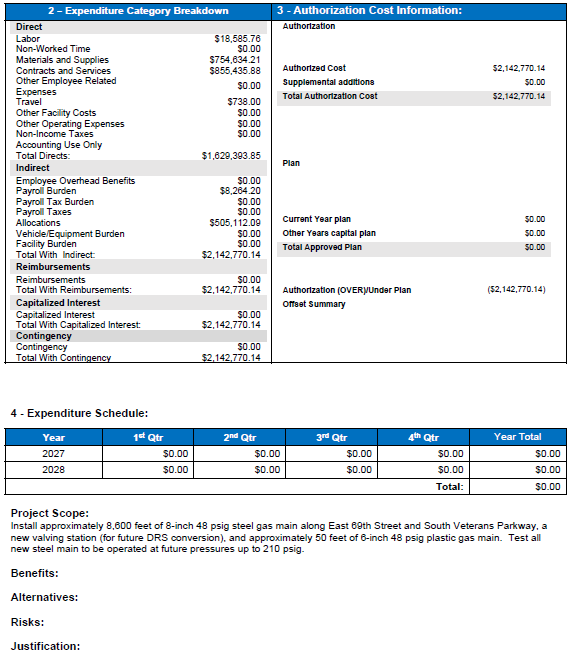 2 – Expenditure Category Breakdown
Direct
Labor $18,585.76
Non-Worked Time $0.00
Materials and Supplies $754,634.21
Contracts and Services $855,435.88
Other Employee Related
Expenses $0.00
Travel $738.00
Other Facility Costs $0.00
Other Operating Expenses $0.00
Non-Income Taxes $0.00
Accounting Use Only
Total Directs: $1,629,393.85
Indirect
Employee Overhead Benefits $0.00
Payroll Burden $8,264.20
Payroll Tax Burden $0.00
Payroll Taxes $0.00
Allocations $505,112.09
Vehicle/Equipment Burden $0.00
Facility Burden $0.00
Total With Indirect: $2,142,770.14
Reimbursements
Reimbursements $0.00
Total With Reimbursements: $2,142,770.14
Capitalized Interest
Capitalized Interest $0.00
Total With Capitalized Interest: $2,142,770.14
Contingency
Contingency $0.00
Total With Contingency $2,142,770.14
3 - Authorization Cost Information:
Authorization
Authorized Cost $2,142,770.14
Supplemental additions $0.00
Total Authorization Cost $2,142,770.14
Plan
Current Year plan $0.00
Other Years capital plan $0.00
Total Approved Plan $0.00
Authorization (OVER)/Under Plan ($2,142,770.14)
Offset Summary
4 - Expenditure Schedule:
Year 1st Qtr 2nd Qtr 3rd Qtr 4th Qtr Year Total
2027 $0.00 $0.00 $0.00 $0.00 $0.00
2028 $0.00 $0.00 $0.00 $0.00 $0.00
Total: $0.00
Project Scope:
Install approximately 8,600 feet of 8-inch 48 psig steel gas main along East 69th Street and South Veterans Parkway, a
new valving station (for future DRS conversion), and approximately 50 feet of 6-inch 48 psig plastic gas main. Test all
new steel main to be operated at future pressures up to 210 psig.
Benefits:
Alternatives:
Risks:
Justification: